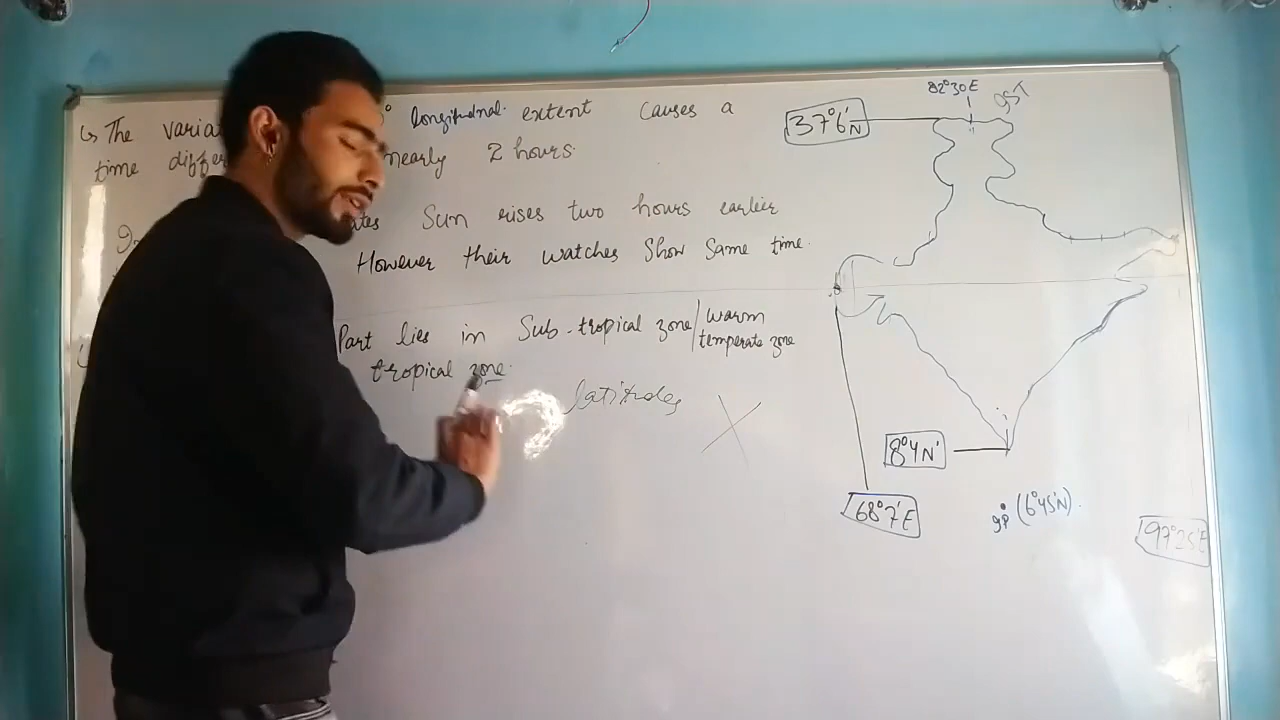 ↳ The varia ° longitudnal extent causes a
time differ nearly 2 hours.
ates Sun rises two hours earlier
However their watches Show Same time.
Part lies in Sub-tropical zone/warm
temperate zone
tropical zone.
latitudes
82°30'E
37°6'N
8°4'N
68°7'E
(6°45'N).
97°25'E